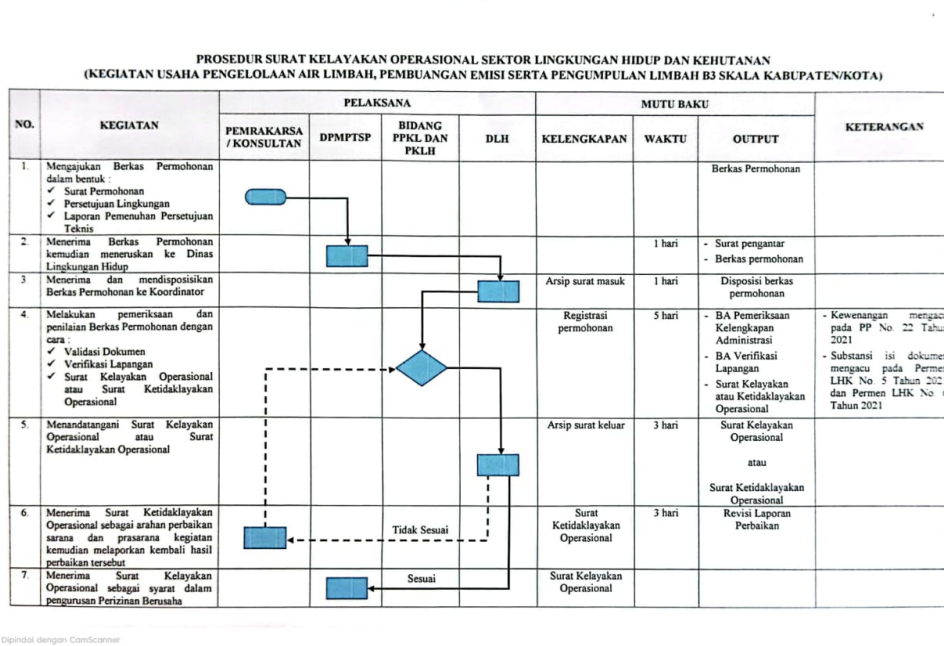 PROSEDUR SURAT KELAYAKAN OPERASIONAL SEKTOR LINGKUNGAN HIDUP DAN KEHUTANAN
(KEGIATAN USAHA PENGELOLAAN AIR LIMBAH, PEMBUANGAN EMISI SERTA PENGUMPULAN LIMBAH B3 SKALA KABUPATEN/KOTA)
NO.
KEGIATAN
PELAKSANA
MUTU BAKU
KETERANGAN
PEMRAKARSA
/ KONSULTAN
DPMPTSP
BIDANG
PPKL DAN
PKLH
DLH
KELENGKAPAN
WAKTU
OUTPUT
1.
Mengajukan Berkas Permohonan
dalam bentuk :
✓ Surat Permohonan
✓ Persetujuan Lingkungan
✓ Laporan Pemenuhan Persetujuan
Teknis
Berkas Permohonan
2.
Menerima Berkas Permohonan
kemudian meneruskan ke Dinas
Lingkungan Hidup
1 hari
- Surat pengantar
- Berkas permohonan
3
Menerima dan mendisposisikan
Berkas Permohonan ke Koordinator
Arsip surat masuk
1 hari
Disposisi berkas
permohonan
4.
Melakukan pemeriksaan dan
penilaian Berkas Permohonan dengan
cara :
✓ Validasi Dokumen
✓ Verifikasi Lapangan
✓ Surat Kelayakan Operasional
atau Surat Ketidaklayakan
Operasional
Registrasi
permohonan
5 hari
- BA Pemeriksaan
Kelengkapan
Administrasi
- BA Verifikasi
Lapangan
- Surat Kelayakan
atau Ketidaklayakan
Operasional
- Kewenangan
pada PP No. 22
2021
- Substansi isi
mengacu pada
LHK No. 5 Tahun
dan Permen LHK No
Tahun 2021
5.
Menandatangani Surat Kelayakan
Operasional atau Surat
Ketidaklayakan Operasional
Arsip surat keluar
3 hari
Surat Kelayakan
Operasional
atau
Surat Ketidaklayakan
Operasional
6.
Menerima Surat Ketidaklayakan
Operasional sebagai arahan perbaikan
sarana dan prasarana kegiatan
kemudian melaporkan kembali hasil
perbaikan tersebut
Tidak Sesuai
Surat
Ketidaklayakan
Operasional
3 hari
Revisi Laporan
Perbaikan
7.
Menerima Surat Kelayakan
Operasional sebagai syarat dalam
pengurusan Perizinan Berusaha
Sesuai
Surat Kelayakan
Operasional
Dipindai dengan CamScanner